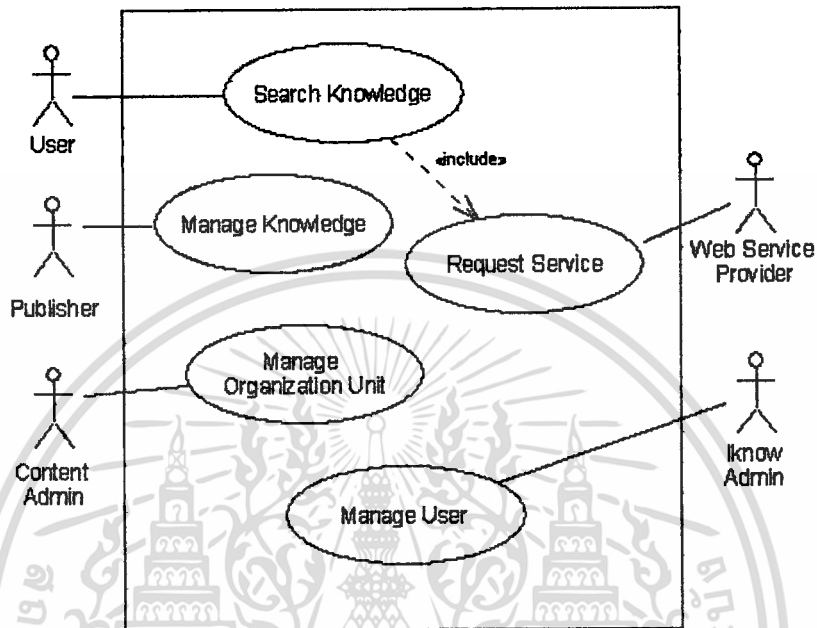 Search Knowledge
User
«include»
Manage Knowledge
Request Service
Web Service
Provider
Publisher
Manage
Organization Unit
Content
Admin
Iknow
Admin
Manage User